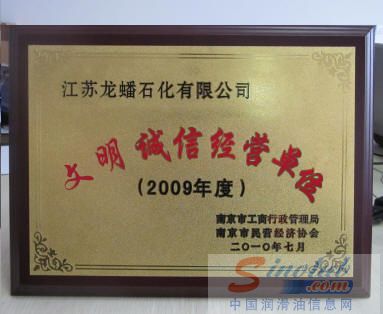 江苏龙蟠石化有限公司
文明 诚信经营单位
(2009年度)
南京市工商行政管理局
南京市民营经济协会
二〇一〇年七月
Sinolub.com
中国润滑油信息网